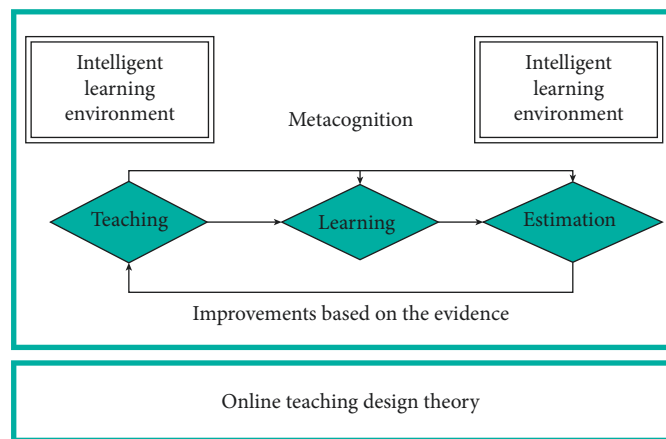 Intelligent
learning
environment
Intelligent
learning
environment
Metacognition
Teaching
Learning
Estimation
Improvements based on the evidence
Online teaching design theory